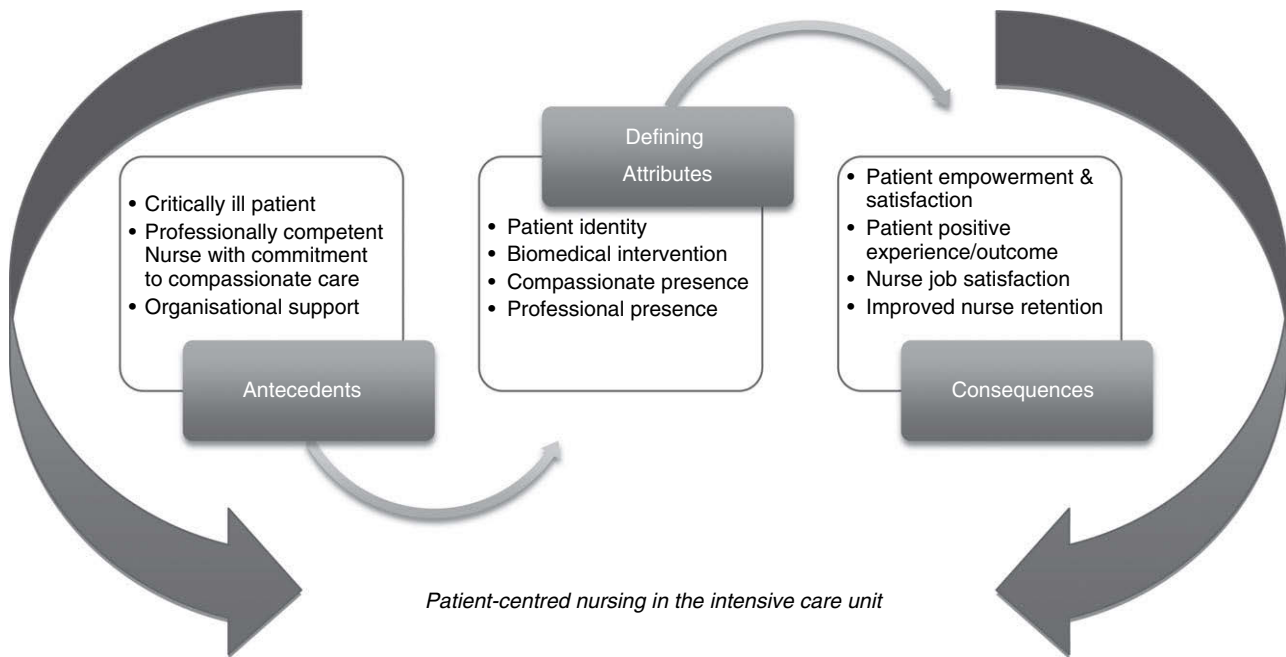 • Critically ill patient
• Professionally competent
Nurse with commitment
to compassionate care
• Organisational support
Antecedents
Defining
Attributes
• Patient identity
• Biomedical intervention
• Compassionate presence
• Professional presence
• Patient empowerment &
satisfaction
• Patient positive
experience/outcome
• Nurse job satisfaction
• Improved nurse retention
Consequences
Patient-centred nursing in the intensive care unit